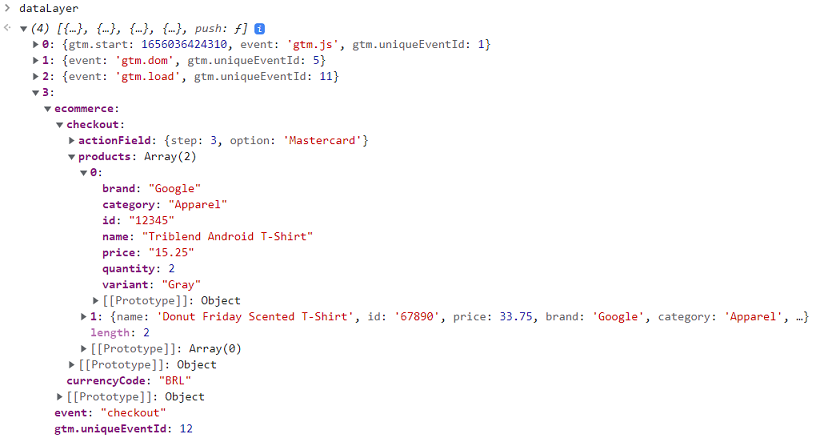 dataLayer
(4) [{…}, {…}, {…}, {…}, push: ƒ] i
0: {gtm.start: 1656036424310, event: 'gtm.js', gtm.uniqueEventId: 1}
1: {event: 'gtm.dom', gtm.uniqueEventId: 5}
2: {event: 'gtm.load', gtm.uniqueEventId: 11}
3:
ecommerce:
checkout:
actionField: {step: 3, option: 'Mastercard'}
products: Array(2)
0:
brand: "Google"
category: "Apparel"
id: "12345"
name: "Triblend Android T-Shirt"
price: "15.25"
quantity: 2
variant: "Gray"
[[Prototype]]: Object
1: {name: 'Donut Friday Scented T-Shirt', id: '67890', price: 33.75, brand: 'Google', category: 'Apparel', …}
length: 2
[[Prototype]]: Array(0)
[[Prototype]]: Object
currencyCode: "BRL"
[[Prototype]]: Object
event: "checkout"
gtm.uniqueEventId: 12